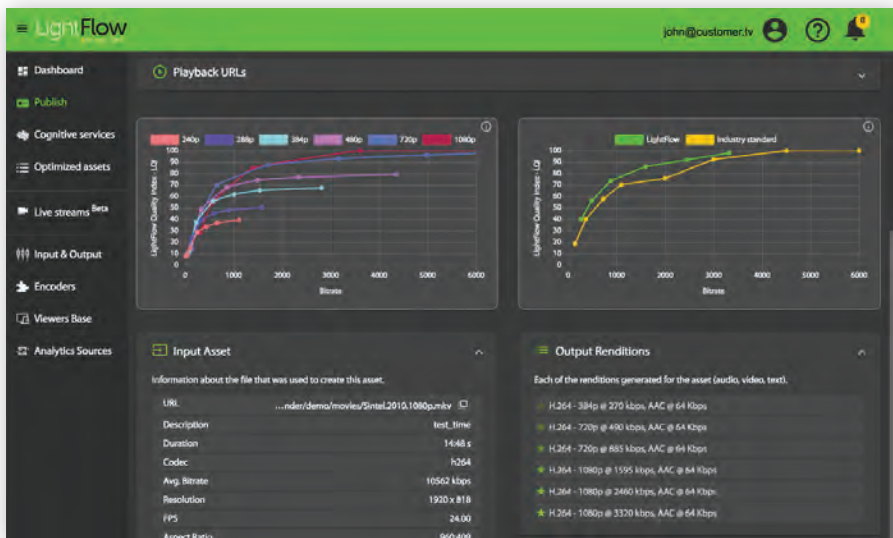 LightFlow
john@customer.tv
Dashboard
Publish
Cognitive services
Optimized assets
Live streams Beta
Input & Output
Encoders
Viewers Base
Analytics Sources
Playback URLs
240p 288p 384p 480p 720p 1080p
LightFlow Quality Index - LQI
100
90
80
70
60
50
40
30
20
10
0
0 1000 2000 3000 4000 5000 6000
Bitrate
LightFlow Industry standard
LightFlow Quality Index - LQI
100
90
80
70
60
50
40
30
20
10
0
0 1000 2000 3000 4000 5000 6000
Bitrate
Input Asset
Information about the file that was used to create this asset.
URL ...nder/demo/movies/Sintel.2010.1080p.mkv
Description test_time
Duration 14:48 s
Codec h264
Avg. Bitrate 10562 kbps
Resolution 1920 x 818
FPS 24.00
Aspect Ratio 960:409
Output Renditions
Each of the renditions generated for the asset (audio, video, text).
H.264 - 384p @ 270 kbps, AAC @ 64 Kbps
H.264 - 720p @ 490 kbps, AAC @ 64 Kbps
H.264 - 720p @ 885 kbps, AAC @ 64 Kbps
H.264 - 1080p @ 1595 kbps, AAC @ 64 Kbps
H.264 - 1080p @ 2460 kbps, AAC @ 64 Kbps
H.264 - 1080p @ 3320 kbps, AAC @ 64 Kbps